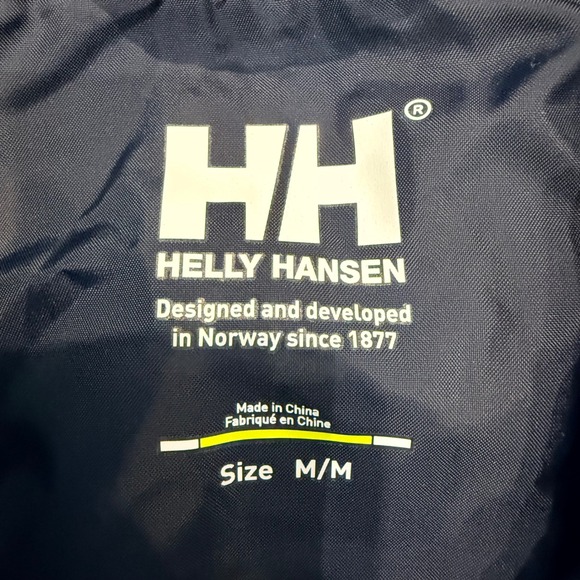 HH®
HELLY HANSEN
Designed and developed
in Norway since 1877
Made in China
Fabriqué en Chine
Size M/M